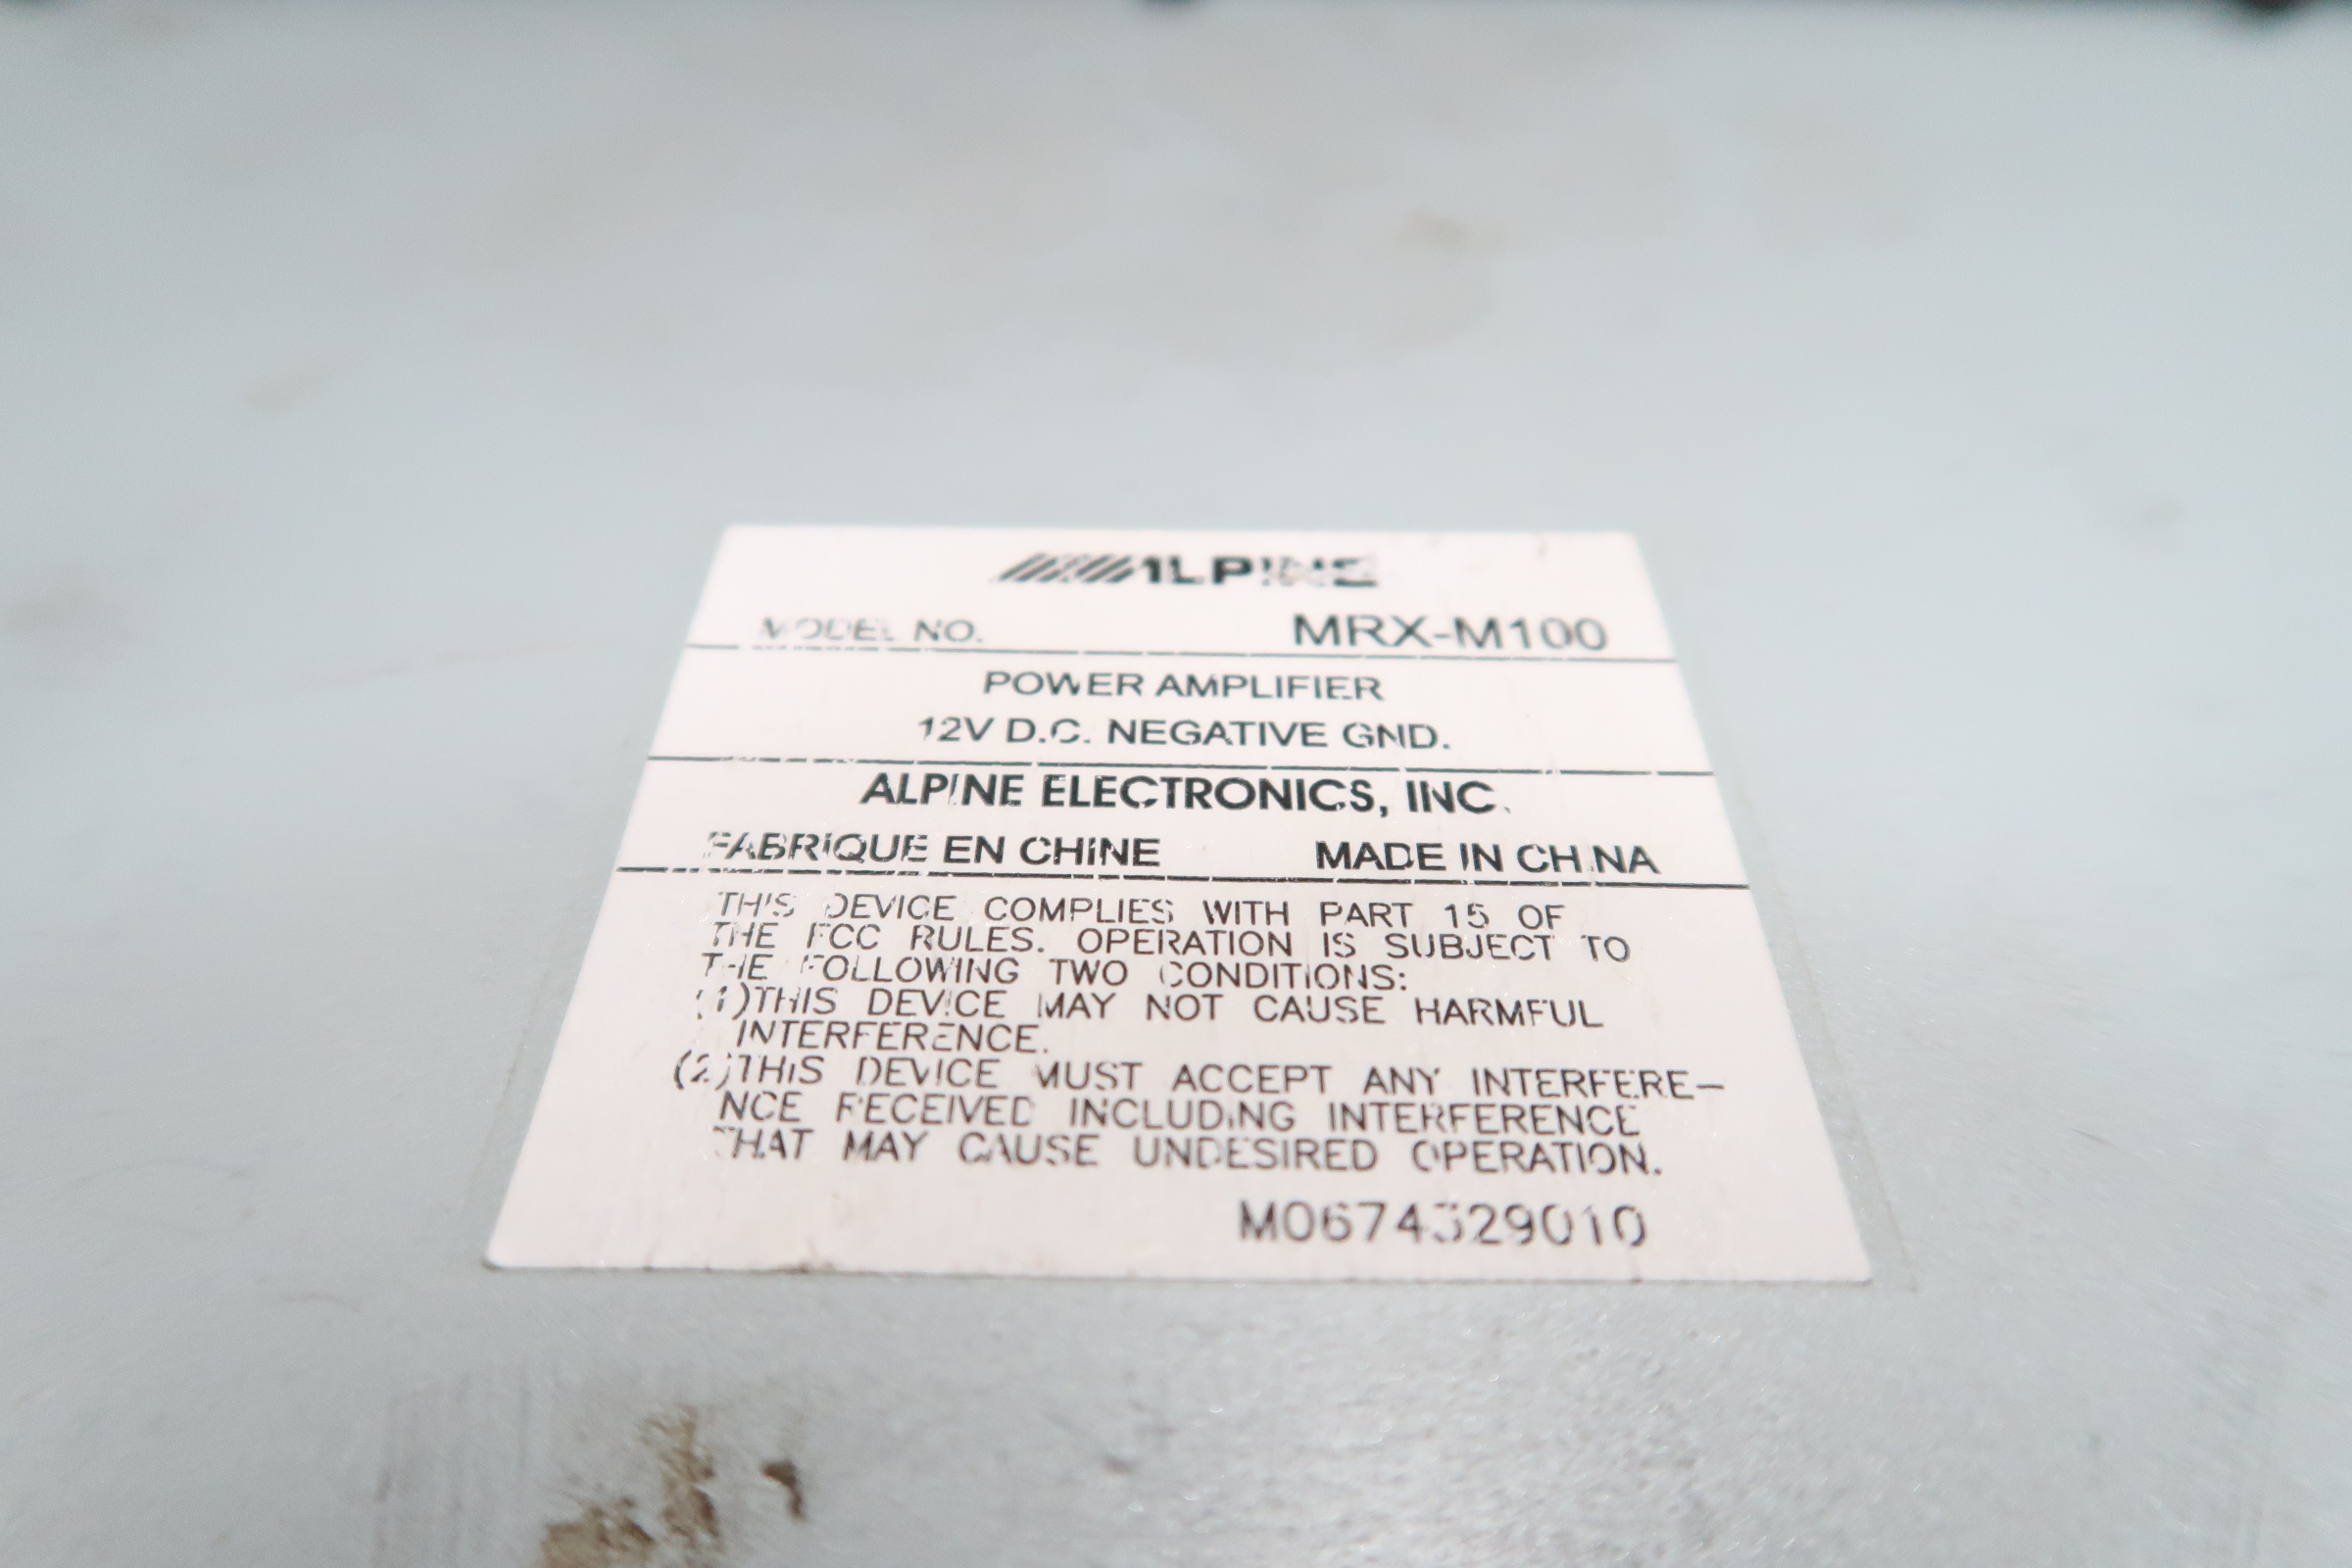 ALPINE
MODEL NO. MRX-M100
POWER AMPLIFIER
12V D.C. NEGATIVE GND.
ALPINE ELECTRONICS, INC.
FABRIQUE EN CHINE MADE IN CHINA
THIS DEVICE COMPLIES WITH PART 15 OF
THE FCC RULES. OPERATION IS SUBJECT TO
THE FOLLOWING TWO CONDITIONS:
(1)THIS DEVICE MAY NOT CAUSE HARMFUL
INTERFERENCE.
(2)THIS DEVICE MUST ACCEPT ANY INTERFERE-
NCE RECEIVED INCLUDING INTERFERENCE
THAT MAY CAUSE UNDESIRED OPERATION.
M0674329010